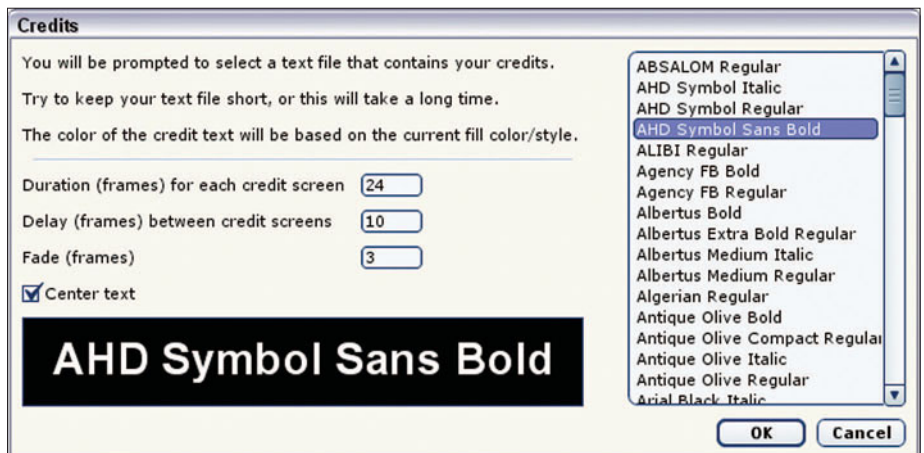 Credits
You will be prompted to select a text file that contains your credits.
Try to keep your text file short, or this will take a long time.
The color of the credit text will be based on the current fill color/style.
Duration (frames) for each credit screen 24
Delay (frames) between credit screens 10
Fade (frames) 3
Center text
AHD Symbol Sans Bold
ABSALOM Regular
AHD Symbol Italic
AHD Symbol Regular
AHD Symbol Sans Bold
ALIBI Regular
Agency FB Bold
Agency FB Regular
Albertus Bold
Albertus Extra Bold Regular
Albertus Medium Italic
Albertus Medium Regular
Algerian Regular
Antique Olive Bold
Antique Olive Compact Regular
Antique Olive Italic
Antique Olive Regular
Arial Black Italic
OK Cancel